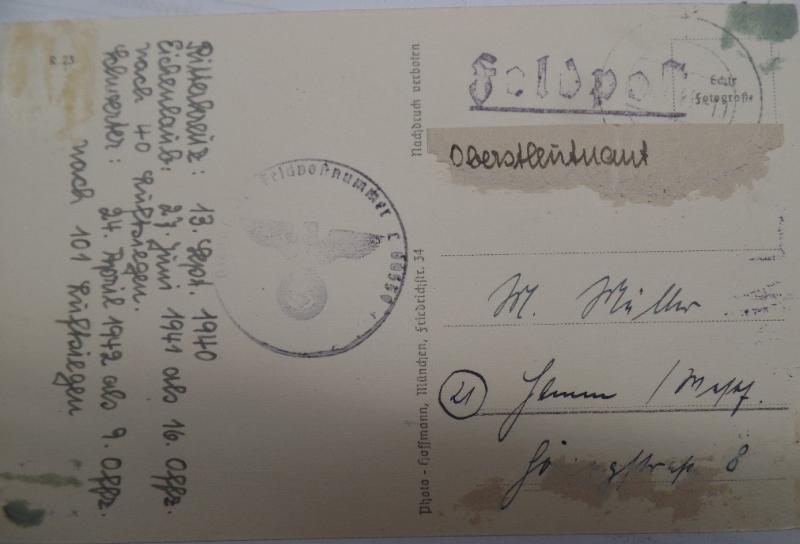 R 23
Ritterkreuz: 13. Sept. 1940
Eichenlaub: 27. Juni 1941 als 16. Offz.
nach 40 Luftsiegen.
Schwerter: 24. April 1942 als 9. Offz.
nach 101 Luftsiegen
Feldpostnummer L
Nachdruck verboten
Photo-Hoffmann, München, Friedrichstr. 34
Feldpost
Echte
Fotografie
Oberstleutnant
M. Müller
21 Hamm /Westf.
8